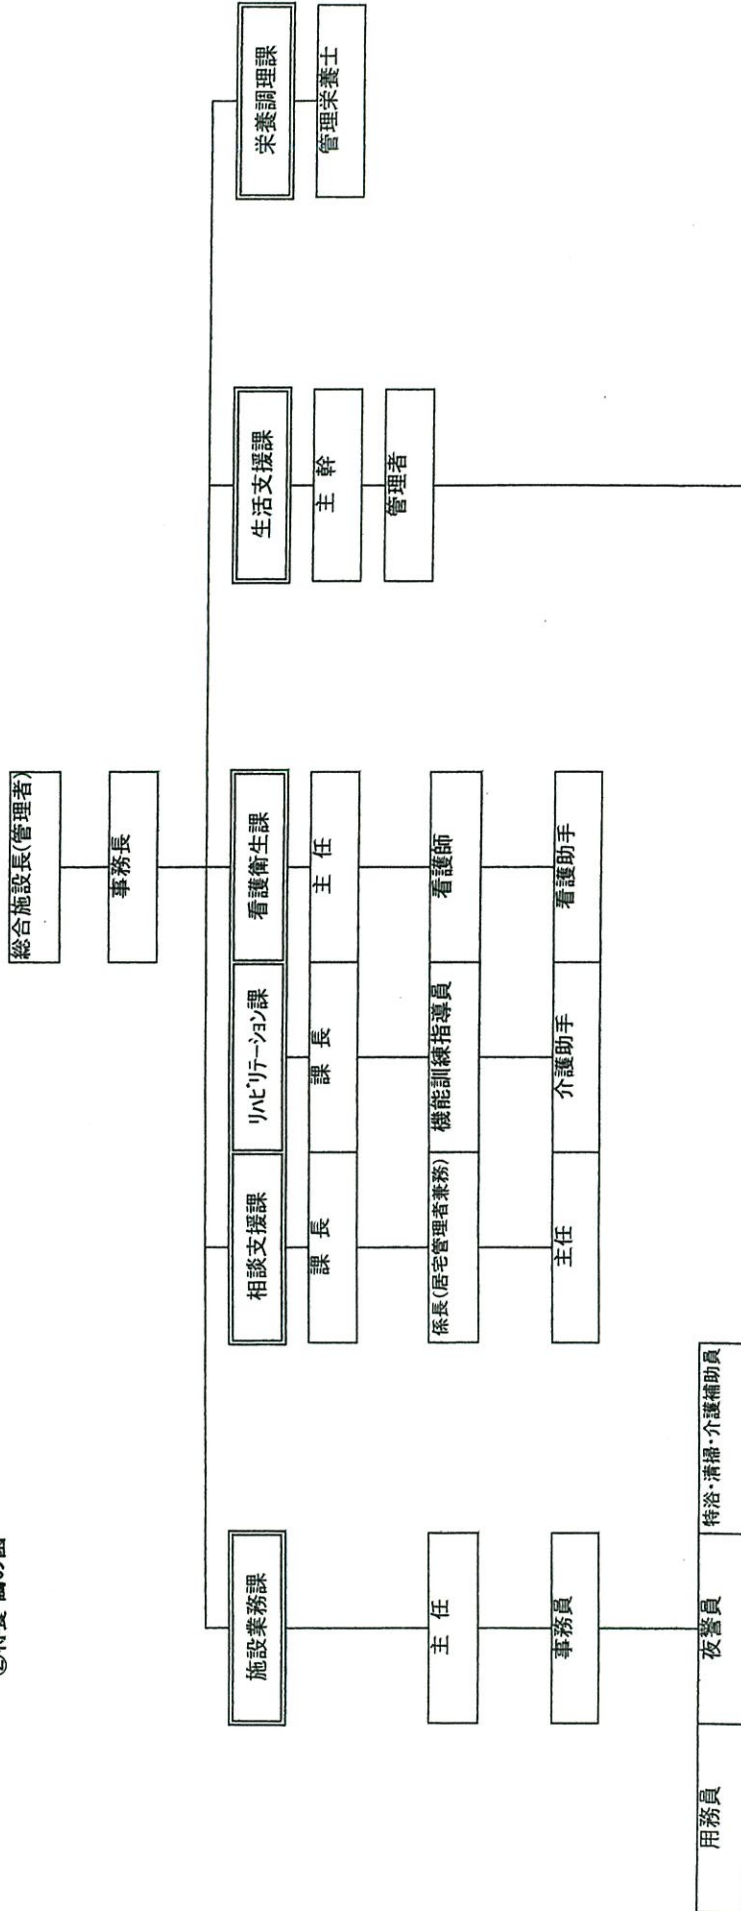 総合施設長(管理者)
事務長
施設業務課
相談支援課
リハビリテーション課
看護衛生課
生活支援課
栄養調理課
課 長
課 長
主 任
主 幹
管理栄養士
管理者
主 任
係長(居宅管理者兼務)
機能訓練指導員
看護師
事務員
主任
介護助手
看護助手
用務員
夜警員
特浴・清掃・介護補助員